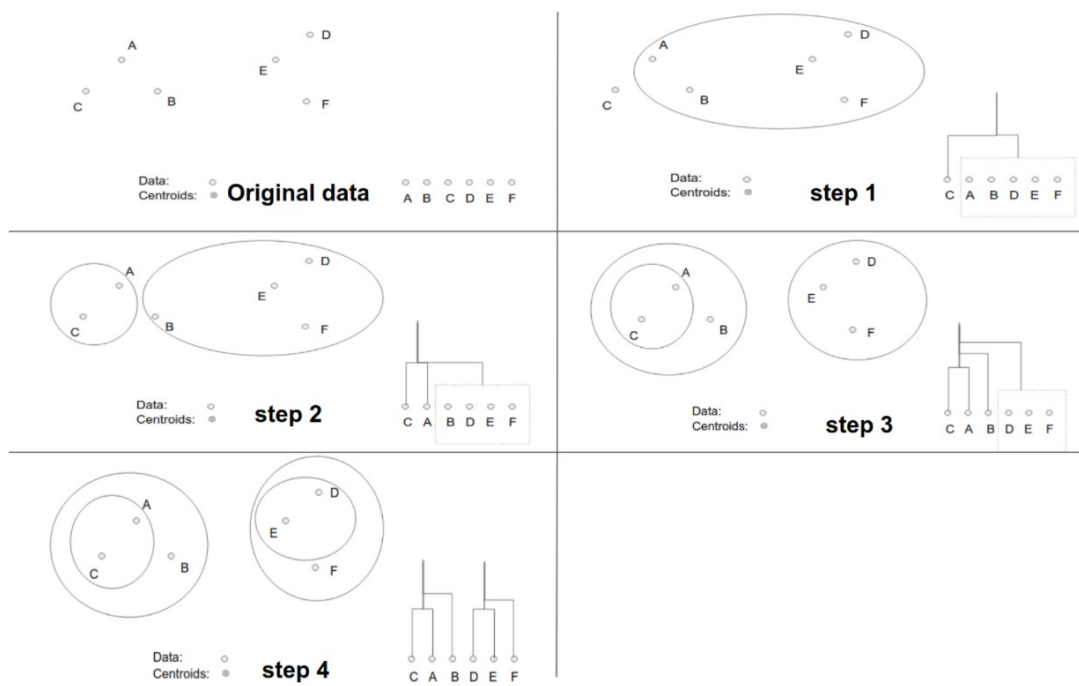 A
D
E
C
B
F
Data:
Centroids:
Original data
A B C D E F
A
D
E
C
B
F
Data:
Centroids:
step 1
C A B D E F
A
D
E
C
B
F
Data:
Centroids:
step 2
C A B D E F
A
D
E
C
B
F
Data:
Centroids:
step 3
C A B D E F
A
D
E
C
B
F
Data:
Centroids:
step 4
C A B D E F